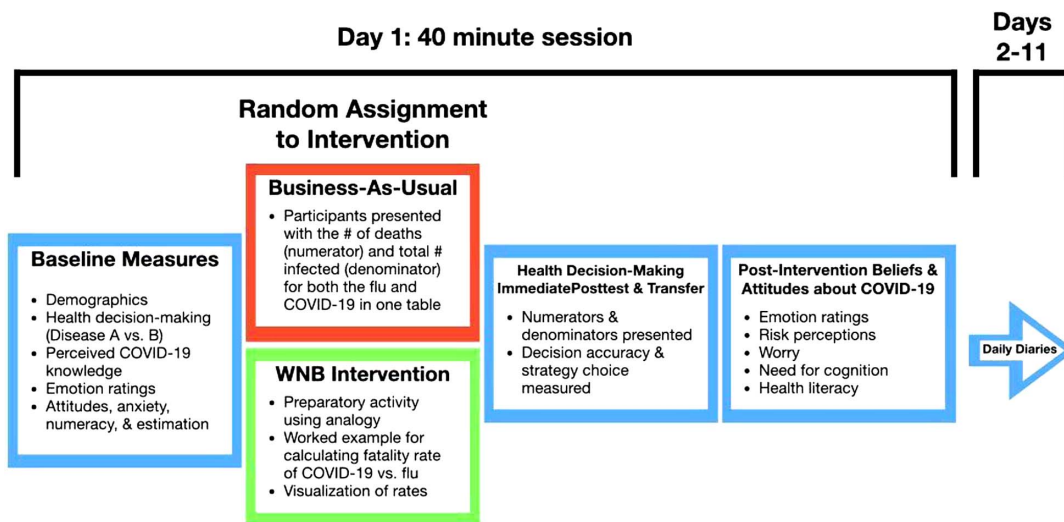 Day 1: 40 minute session
Days
2-11
Random Assignment
to Intervention
Baseline Measures
• Demographics
• Health decision-making
(Disease A vs. B)
• Perceived COVID-19
knowledge
• Emotion ratings
• Attitudes, anxiety,
numeracy, & estimation
Business-As-Usual
• Participants presented
with the # of deaths
(numerator) and total #
infected (denominator)
for both the flu and
COVID-19 in one table
WNB Intervention
• Preparatory activity
using analogy
• Worked example for
calculating fatality rate
of COVID-19 vs. flu
• Visualization of rates
Health Decision-Making
ImmediatePosttest & Transfer
• Numerators &
denominators presented
• Decision accuracy &
strategy choice
measured
Post-Intervention Beliefs &
Attitudes about COVID-19
• Emotion ratings
• Risk perceptions
• Worry
• Need for cognition
• Health literacy
Daily Diaries